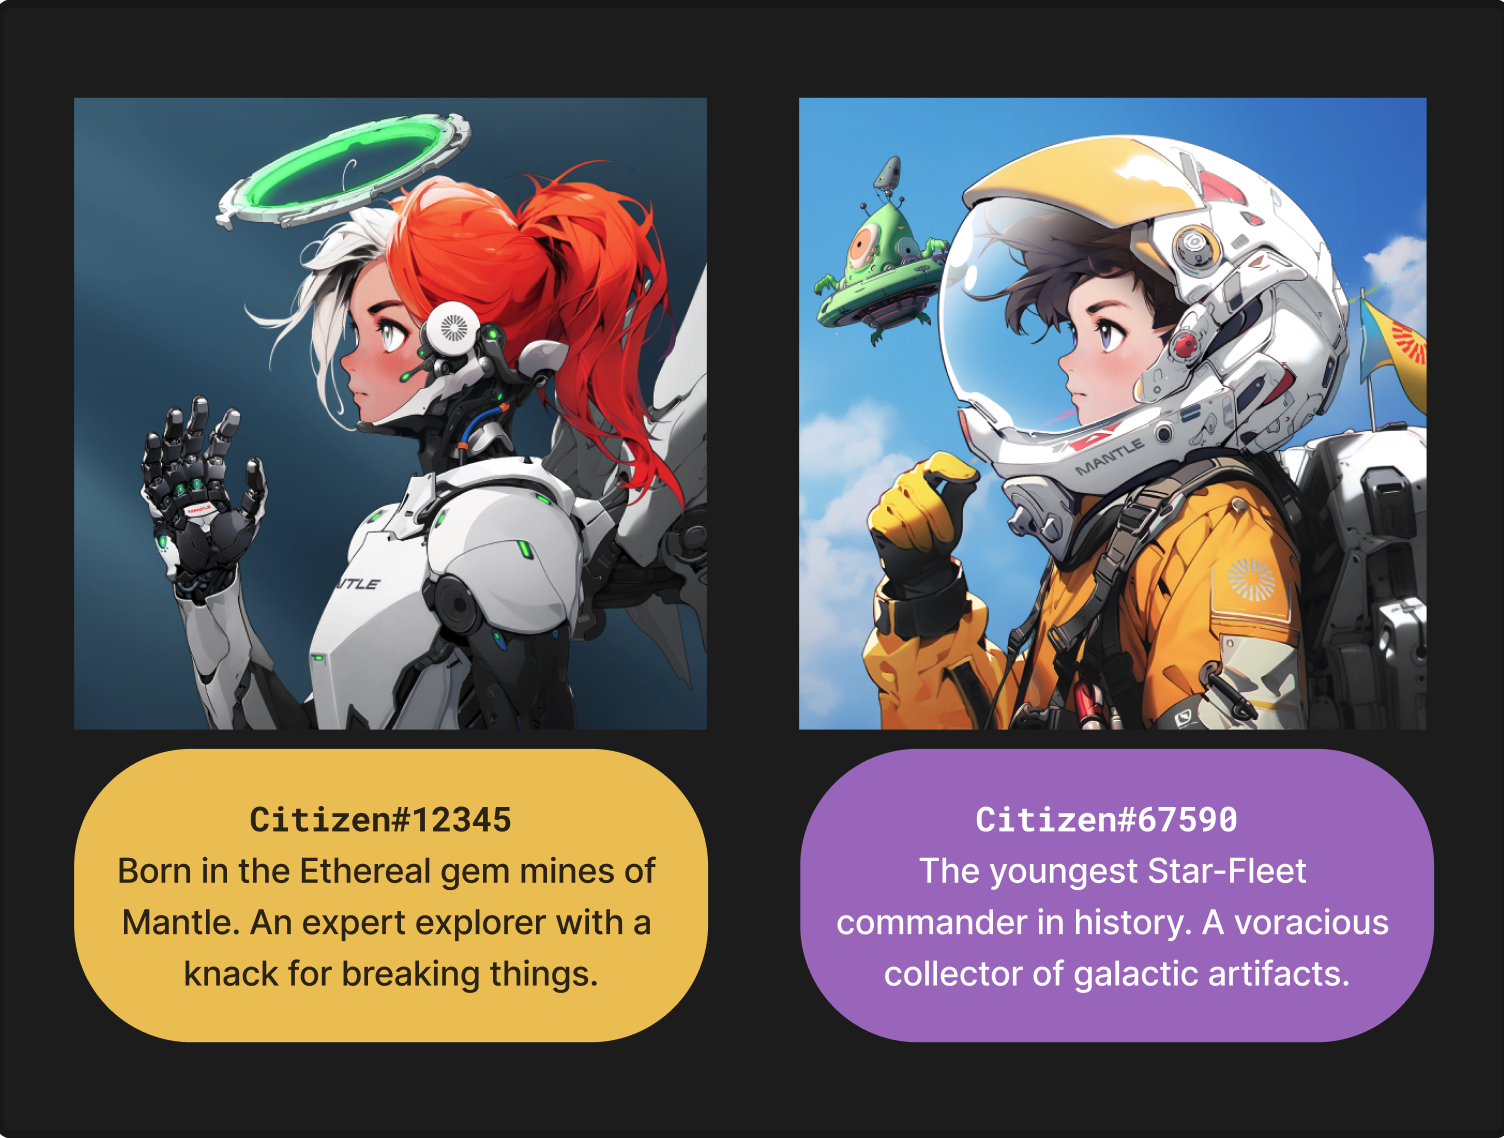 MANTLE
NTLE
MANTLE
Citizen#12345
Born in the Ethereal gem mines of
Mantle. An expert explorer with a
knack for breaking things.
Citizen#67590
The youngest Star-Fleet
commander in history. A voracious
collector of galactic artifacts.